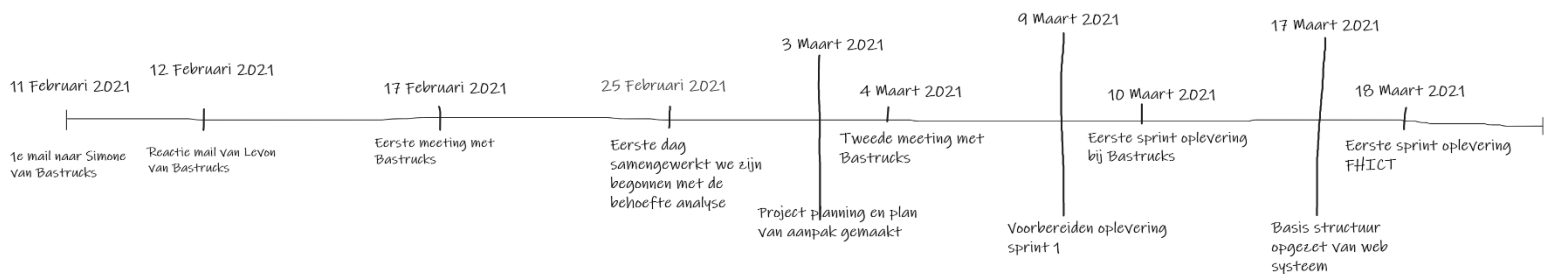 11 Februari 2021
1e mail naar Simone
van Bastrucks
12 Februari 2021
Reactie mail van Levon
van Bastrucks
17 Februari 2021
Eerste meeting met
Bastrucks
25 Februari 2021
Eerste dag
samengewerkt we zijn
begonnen met de
behoefte analyse
3 Maart 2021
Project planning en plan
van aanpak gemaakt
4 Maart 2021
Tweede meeting met
Bastrucks
9 Maart 2021
Voorbereiden oplevering
sprint 1
10 Maart 2021
Eerste sprint oplevering
bij Bastrucks
17 Maart 2021
Basis structuur
opgezet van web
systeem
18 Maart 2021
Eerste sprint oplevering
FHICT